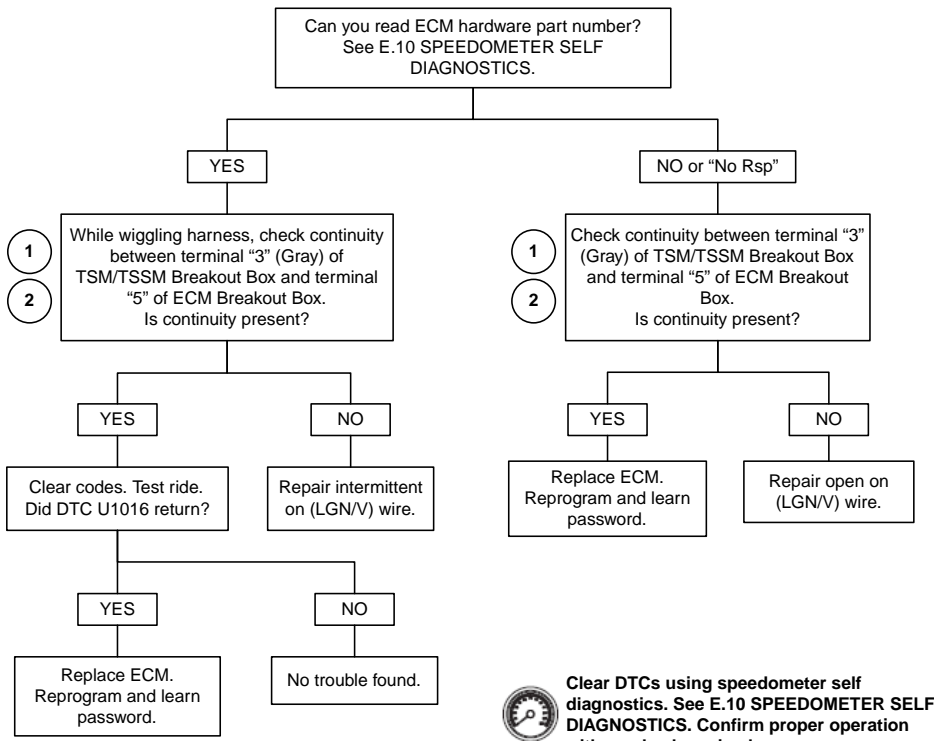 Can you read ECM hardware part number?
See E.10 SPEEDOMETER SELF
DIAGNOSTICS.
YES
NO or “No Rsp”
1
2
While wiggling harness, check continuity
between terminal “3” (Gray) of
TSM/TSSM Breakout Box and terminal
“5” of ECM Breakout Box.
Is continuity present?
1
2
Check continuity between terminal “3”
(Gray) of TSM/TSSM Breakout Box
and terminal “5” of ECM Breakout
Box.
Is continuity present?
YES
NO
YES
NO
Clear codes. Test ride.
Did DTC U1016 return?
Repair intermittent
on (LGN/V) wire.
Replace ECM.
Reprogram and learn
password.
Repair open on
(LGN/V) wire.
YES
NO
Replace ECM.
Reprogram and learn
password.
No trouble found.
Clear DTCs using speedometer self
diagnostics. See E.10 SPEEDOMETER SELF
DIAGNOSTICS. Confirm proper operation